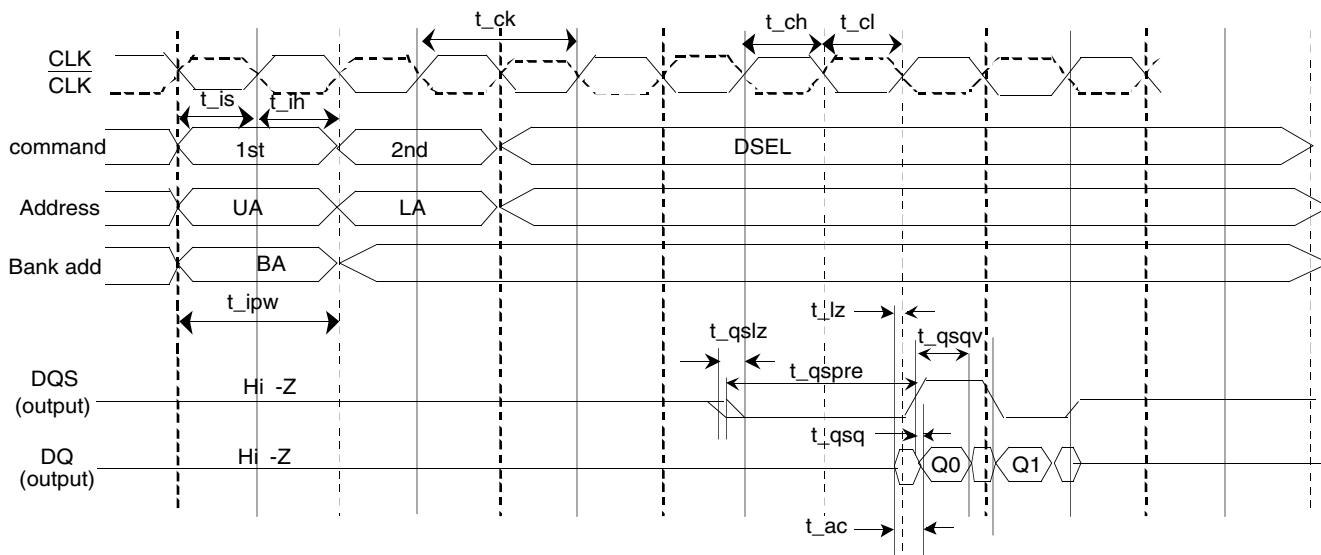 t_ck
t_ch
t_cl
CLK
CLK
t_is
t_ih
command
1st
2nd
DSEL
Address
UA
LA
Bank add
BA
t_ipw
t_lz
t_qslz
t_qsqv
DQS
(output)
Hi -Z
t_qspre
t_qsq
DQ
(output)
Hi -Z
Q0
Q1
t_ac